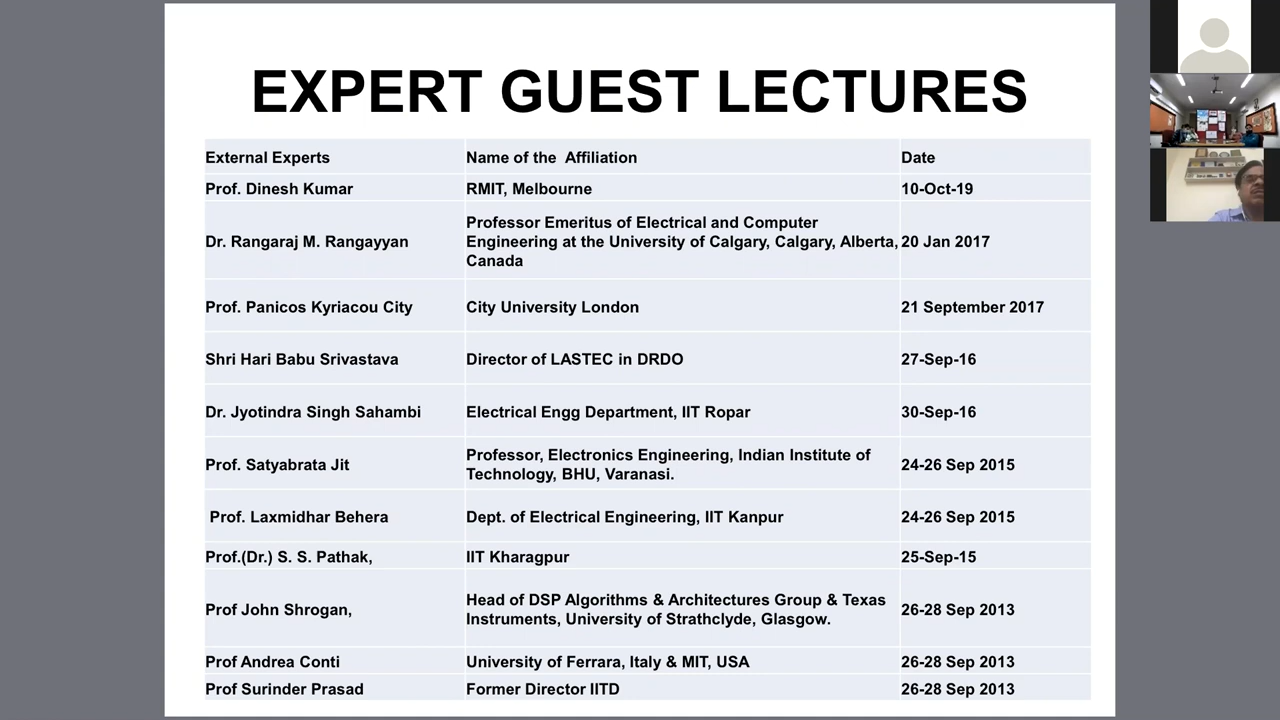 EXPERT GUEST LECTURES
External Experts Name of the Affiliation Date
Prof. Dinesh Kumar RMIT, Melbourne 10-Oct-19
Professor Emeritus of Electrical and Computer
Dr. Rangaraj M. Rangayyan Engineering at the University of Calgary, Calgary, Alberta, 20 Jan 2017
Canada
Prof. Panicos Kyriacou City City University London 21 September 2017
Shri Hari Babu Srivastava Director of LASTEC in DRDO 27-Sep-16
Dr. Jyotindra Singh Sahambi Electrical Engg Department, IIT Ropar 30-Sep-16
Professor, Electronics Engineering, Indian Institute of
Prof. Satyabrata Jit Technology, BHU, Varanasi. 24-26 Sep 2015
Prof. Laxmidhar Behera Dept. of Electrical Engineering, IIT Kanpur 24-26 Sep 2015
Prof.(Dr.) S. S. Pathak, IIT Kharagpur 25-Sep-15
Head of DSP Algorithms & Architectures Group & Texas
Prof John Shrogan, Instruments, University of Strathclyde, Glasgow. 26-28 Sep 2013
Prof Andrea Conti University of Ferrara, Italy & MIT, USA 26-28 Sep 2013
Prof Surinder Prasad Former Director IITD 26-28 Sep 2013